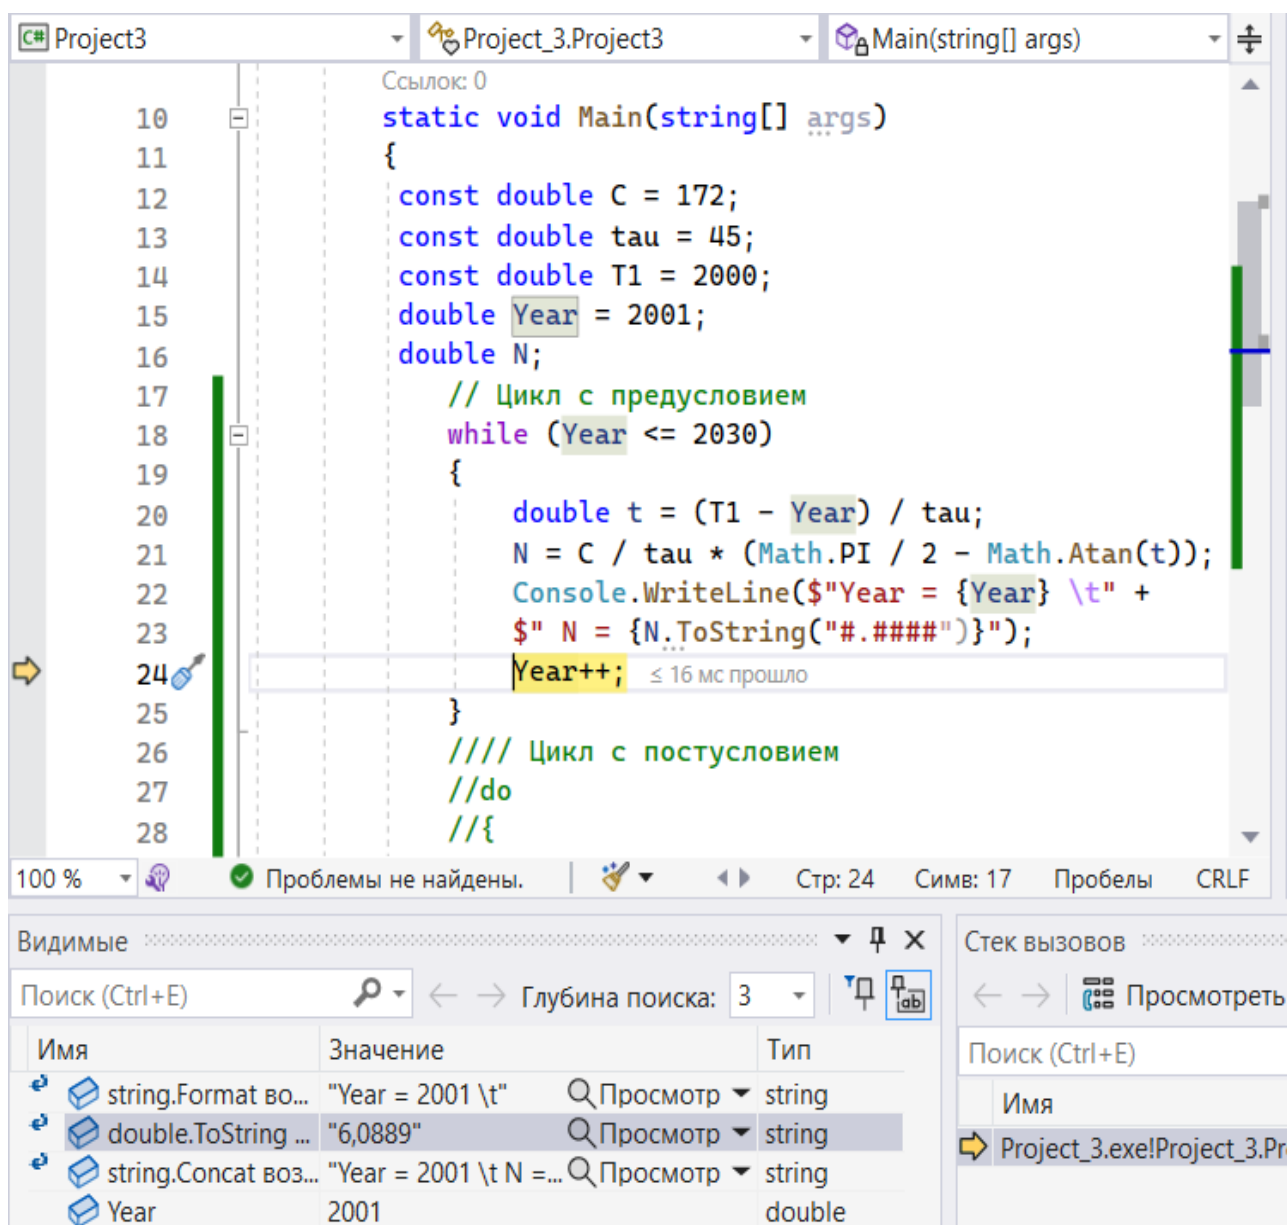 C# Project3 Project_3.Project3 Main(string[] args)
Ссылок: 0
10 static void Main(string[] args)
11 {
12 const double C = 172;
13 const double tau = 45;
14 const double T1 = 2000;
15 double Year = 2001;
16 double N;
17 // Цикл с предусловием
18 while (Year <= 2030)
19 {
20 double t = (T1 - Year) / tau;
21 N = C / tau * (Math.PI / 2 - Math.Atan(t));
22 Console.WriteLine($"Year = {Year} \t" +
23 $" N = {N.ToString("#.####")}");
24 Year++; ≤ 16 мс прошло
25 }
26 //// Цикл с постусловием
27 //do
28 //{
100 % Проблемы не найдены. Стр: 24 Симв: 17 Пробелы CRLF
Видимые Стек вызовов
Поиск (Ctrl+E) Глубина поиска: 3 ab Просмотреть
Имя Значение Тип Поиск (Ctrl+E)
string.Format во... "Year = 2001 \t" Просмотр string Имя
double.ToString ... "6,0889" Просмотр string Project_3.exe!Project_3.Pr
string.Concat воз... "Year = 2001 \t N =... Просмотр string
Year 2001 double